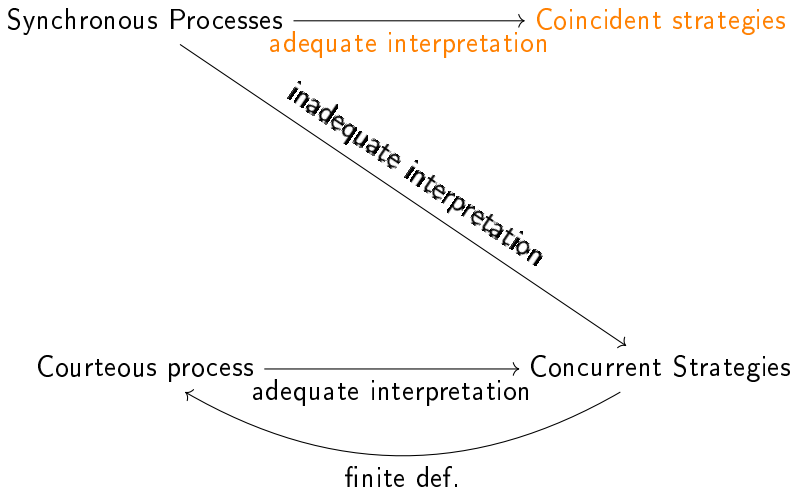 Synchronous Processes
Coincident strategies
adequate interpretation
inadequate interpretation
Courteous process
Concurrent Strategies
adequate interpretation
finite def.